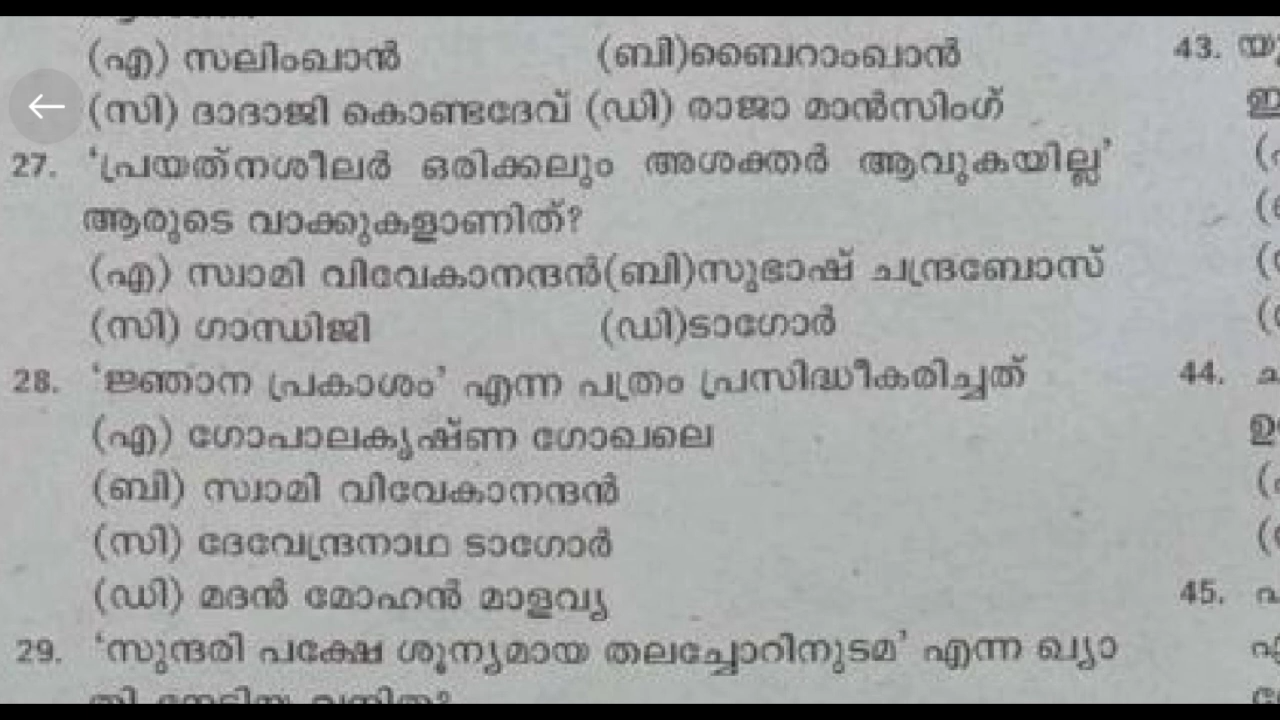 (എ) സലിംഖാൻ (ബി)ബൈറാംഖാൻ
(സി) ദാദാജി കൊണ്ടദേവ് (ഡി) രാജാ മാൻസിംഗ്
27. 'പ്രയത്‌നശീലർ ഒരിക്കലും അശക്തർ ആവുകയില്ല'
ആരുടെ വാക്കുകളാണിത്?
(എ) സ്വാമി വിവേകാനന്ദൻ(ബി)സുഭാഷ് ചന്ദ്രബോസ്
(സി) ഗാന്ധിജി (ഡി)ടാഗോർ
28. 'ജ്ഞാന പ്രകാശം' എന്ന പത്രം പ്രസിദ്ധീകരിച്ചത്
(എ) ഗോപാലകൃഷ്ണ ഗോഖലെ
(ബി) സ്വാമി വിവേകാനന്ദൻ
(സി) ദേവേന്ദ്രനാഥ ടാഗോർ
(ഡി) മദൻ മോഹൻ മാളവ്യ
29. 'സുന്ദരി പക്ഷേ ശൂന്യമായ തലച്ചോറിനുടമ' എന്ന ഖ്യാ
43.
44.
45.